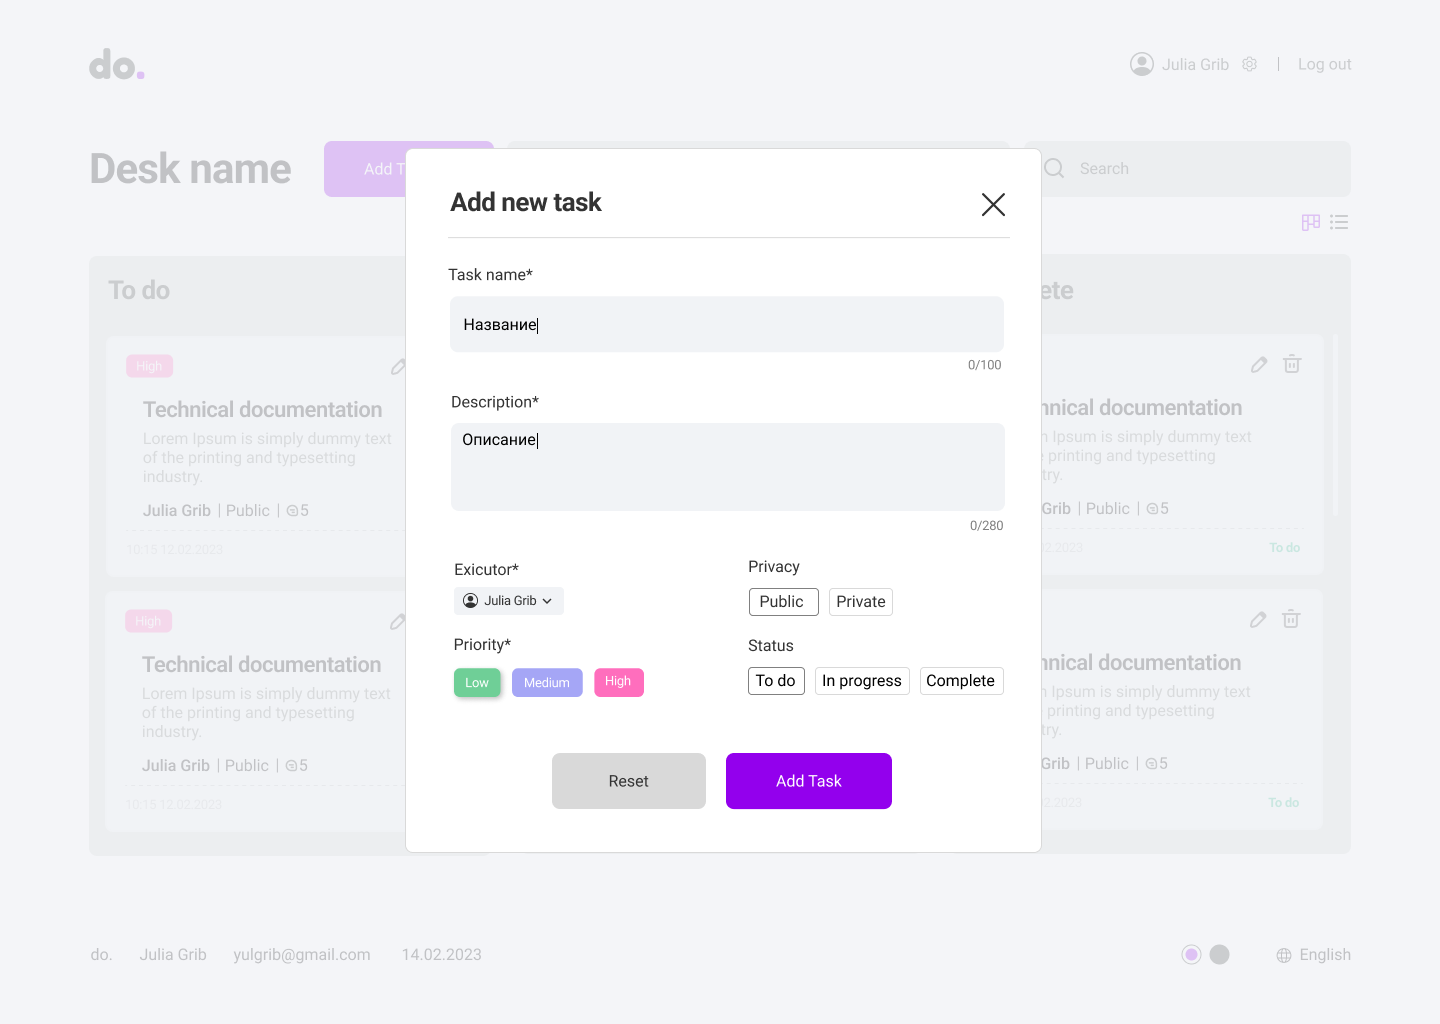 do.
Julia Grib | Log out
Desk name
Add T
Search
To do
ete
High
Technical documentation
Lorem Ipsum is simply dummy text
of the printing and typesetting
industry.
Julia Grib | Public | 5
10:15 12.02.2023
High
Technical documentation
Lorem Ipsum is simply dummy text
of the printing and typesetting
industry.
Julia Grib | Public | 5
10:15 12.02.2023
Add new task
Task name*
Название
0/100
Description*
Описание
0/280
Exicutor*
Julia Grib
Privacy
Public
Private
Priority*
Low
Medium
High
Status
To do
In progress
Complete
Reset
Add Task
nical documentation
Ipsum is simply dummy text
printing and typesetting
try.
Grib | Public | 5
02.2023
To do
nical documentation
Ipsum is simply dummy text
printing and typesetting
try.
Grib | Public | 5
02.2023
To do
do.
Julia Grib
yulgrib@gmail.com
14.02.2023
English